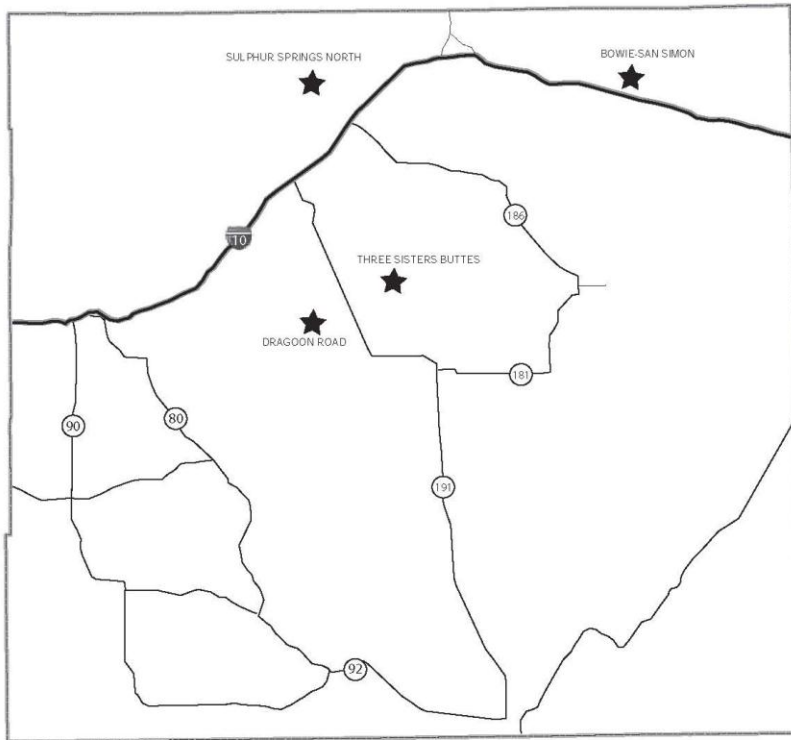 SULPHUR SPRINGS NORTH
BOWIE-SAN SIMON
186
10
THREE SISTERS BUTTES
DRAGOON ROAD
181
90
80
191
92